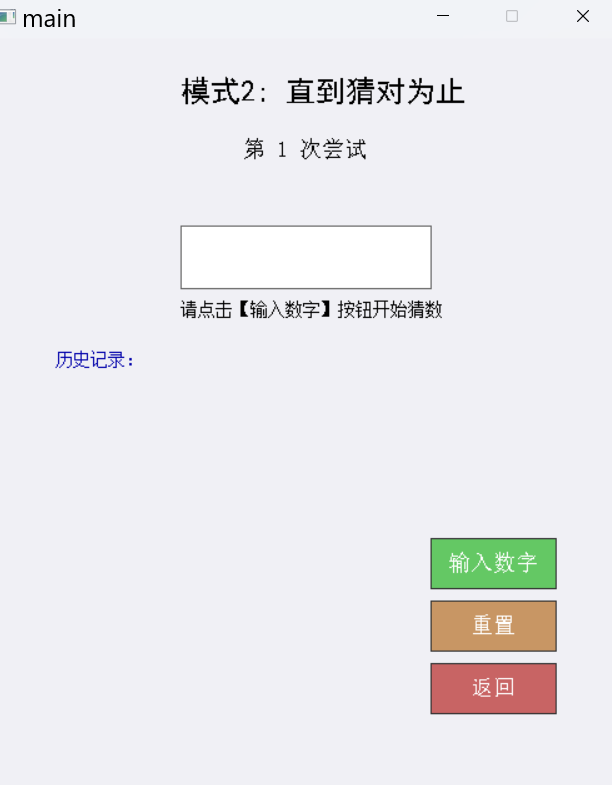 main
模式2: 直到猜对为止
第 1 次尝试
请点击【输入数字】按钮开始猜数
历史记录:
输入数字
重置
返回